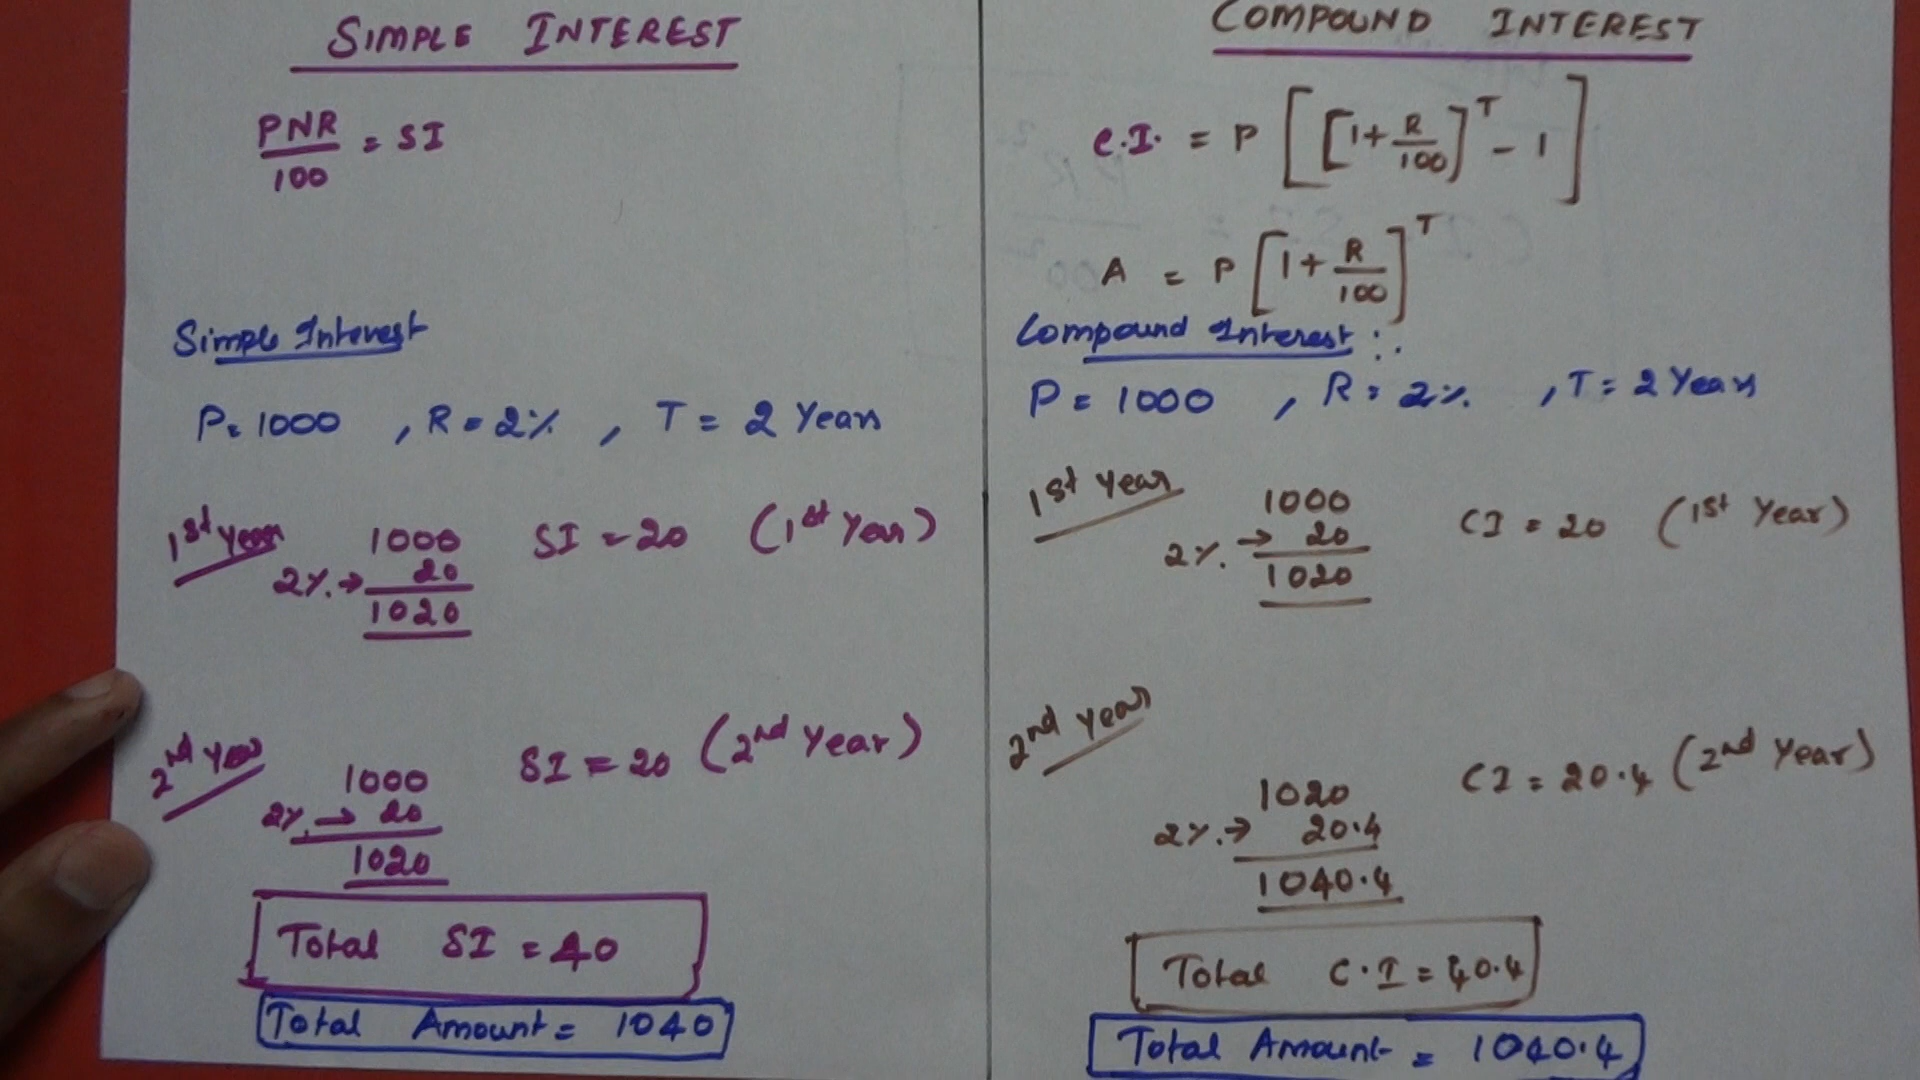 SIMPLE INTEREST
PNR/100 = SI
Simple Interest
P = 1000 , R = 2% , T = 2 Years
1st year
1000
2% → 20
1020
SI = 20 (1st Year)
2nd Year
1000
2% → 20
1020
SI = 20 (2nd Year)
Total SI = 40
Total Amount = 1040
COMPOUND INTEREST
C.I. = P [[1+R/100]^T - 1]
A = P [1+R/100]^T
Compound Interest :.
P = 1000 , R = 2% , T = 2 Years
1st Year
1000
2% → 20
1020
CI = 20 (1st Year)
2nd Year
1020
2% → 20.4
1040.4
CI = 20.4 (2nd Year)
Total C.I = 40.4
Total Amount = 1040.4